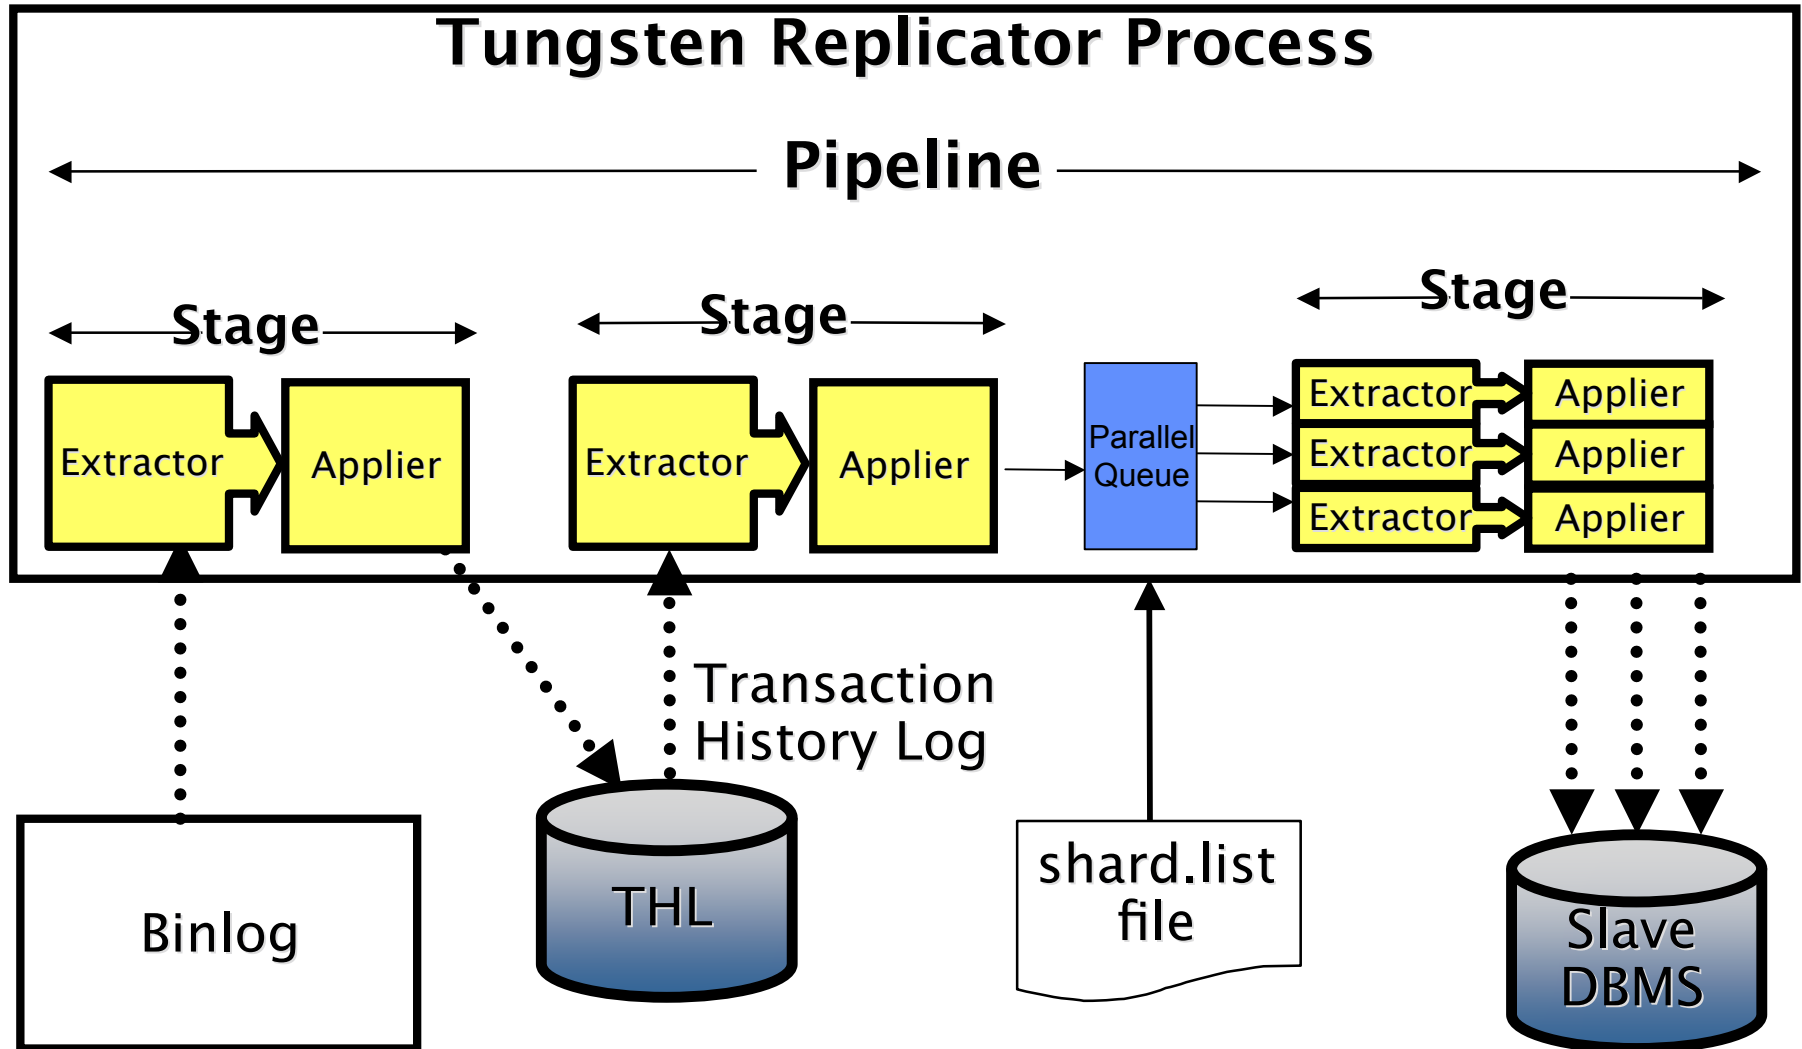 Tungsten Replicator Process
Pipeline
Stage
Stage
Stage
Extractor
Applier
Extractor
Applier
Parallel
Queue
Extractor
Applier
Extractor
Applier
Extractor
Applier
Transaction
History Log
Binlog
THL
shard.list
file
Slave
DBMS